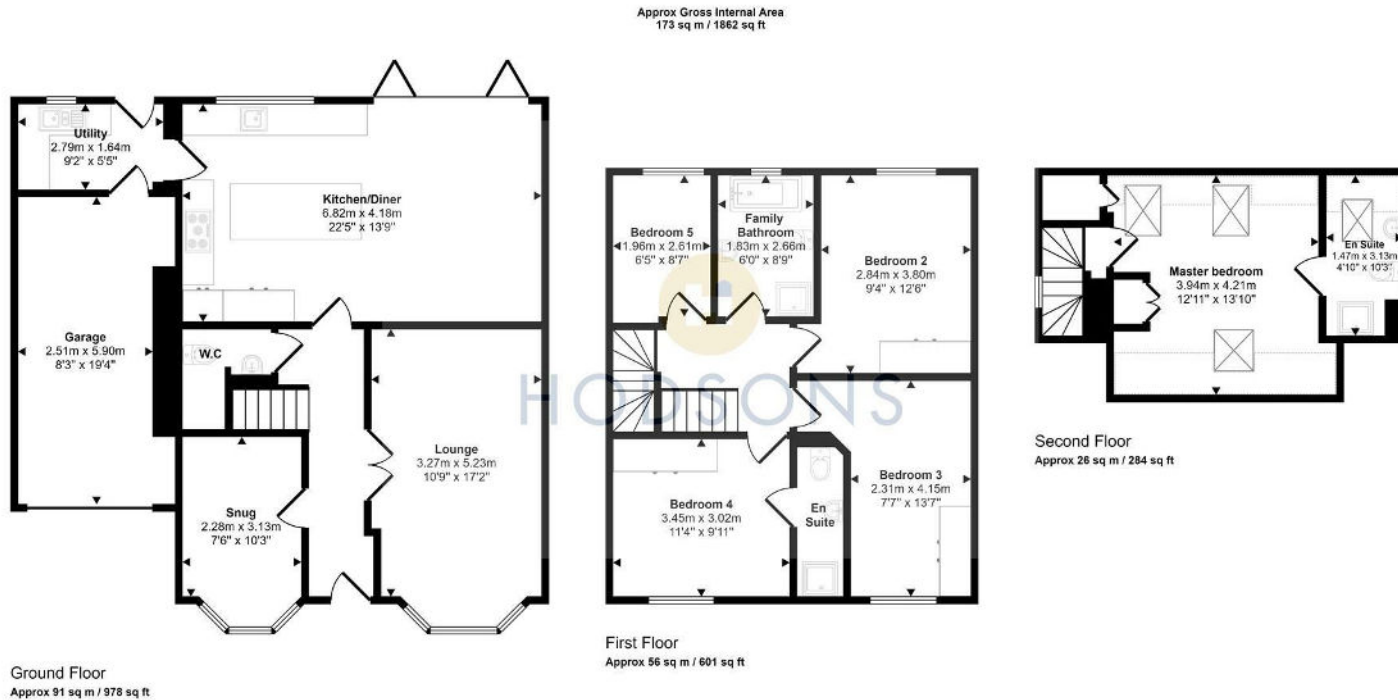 Approx Gross Internal Area
173 sq m / 1862 sq ft
Utility
2.79m x 1.64m
9'2" x 5'5"
Kitchen/Diner
6.82m x 4.18m
22'5" x 13'9"
Garage
2.51m x 5.90m
8'3" x 19'4"
W.C
Lounge
3.27m x 5.23m
10'9" x 17'2"
Snug
2.28m x 3.13m
7'6" x 10'3"
Ground Floor
Approx 91 sq m / 978 sq ft
Bedroom 5
1.96m x 2.61m
6'5" x 8'7"
Family
Bathroom
1.83m x 2.66m
6'0" x 8'9"
Bedroom 2
2.84m x 3.80m
9'4" x 12'6"
HODSONS
Bedroom 4
3.45m x 3.02m
11'4" x 9'11"
En
Suite
Bedroom 3
2.31m x 4.15m
7'7" x 13'7"
First Floor
Approx 56 sq m / 601 sq ft
Master bedroom
3.94m x 4.21m
12'11" x 13'10"
En Suite
1.47m x 3.13m
4'10" x 10'3"
Second Floor
Approx 26 sq m / 284 sq ft